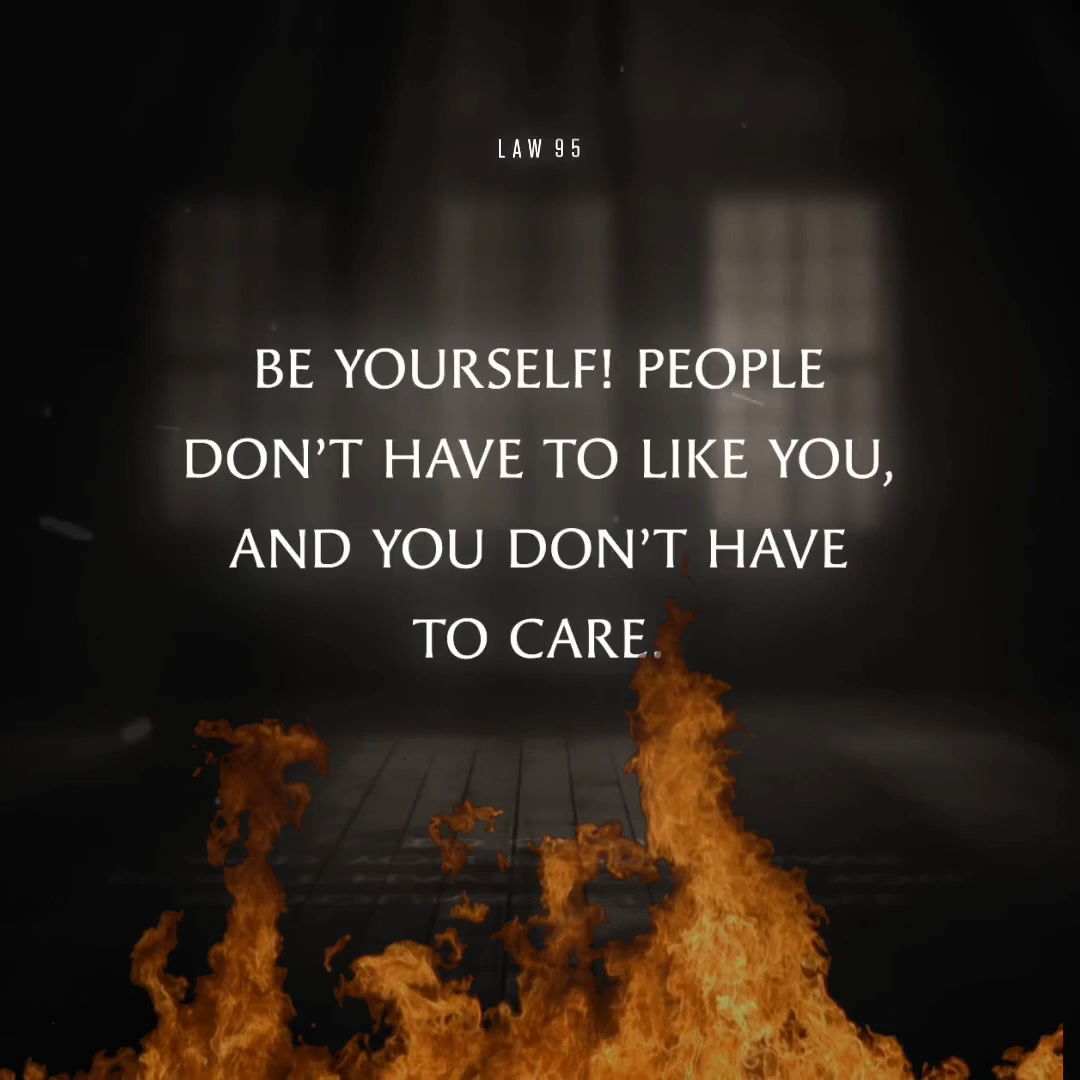 LAW 95
BE YOURSELF! PEOPLE
DON’T HAVE TO LIKE YOU,
AND YOU DON’T HAVE
TO CARE.